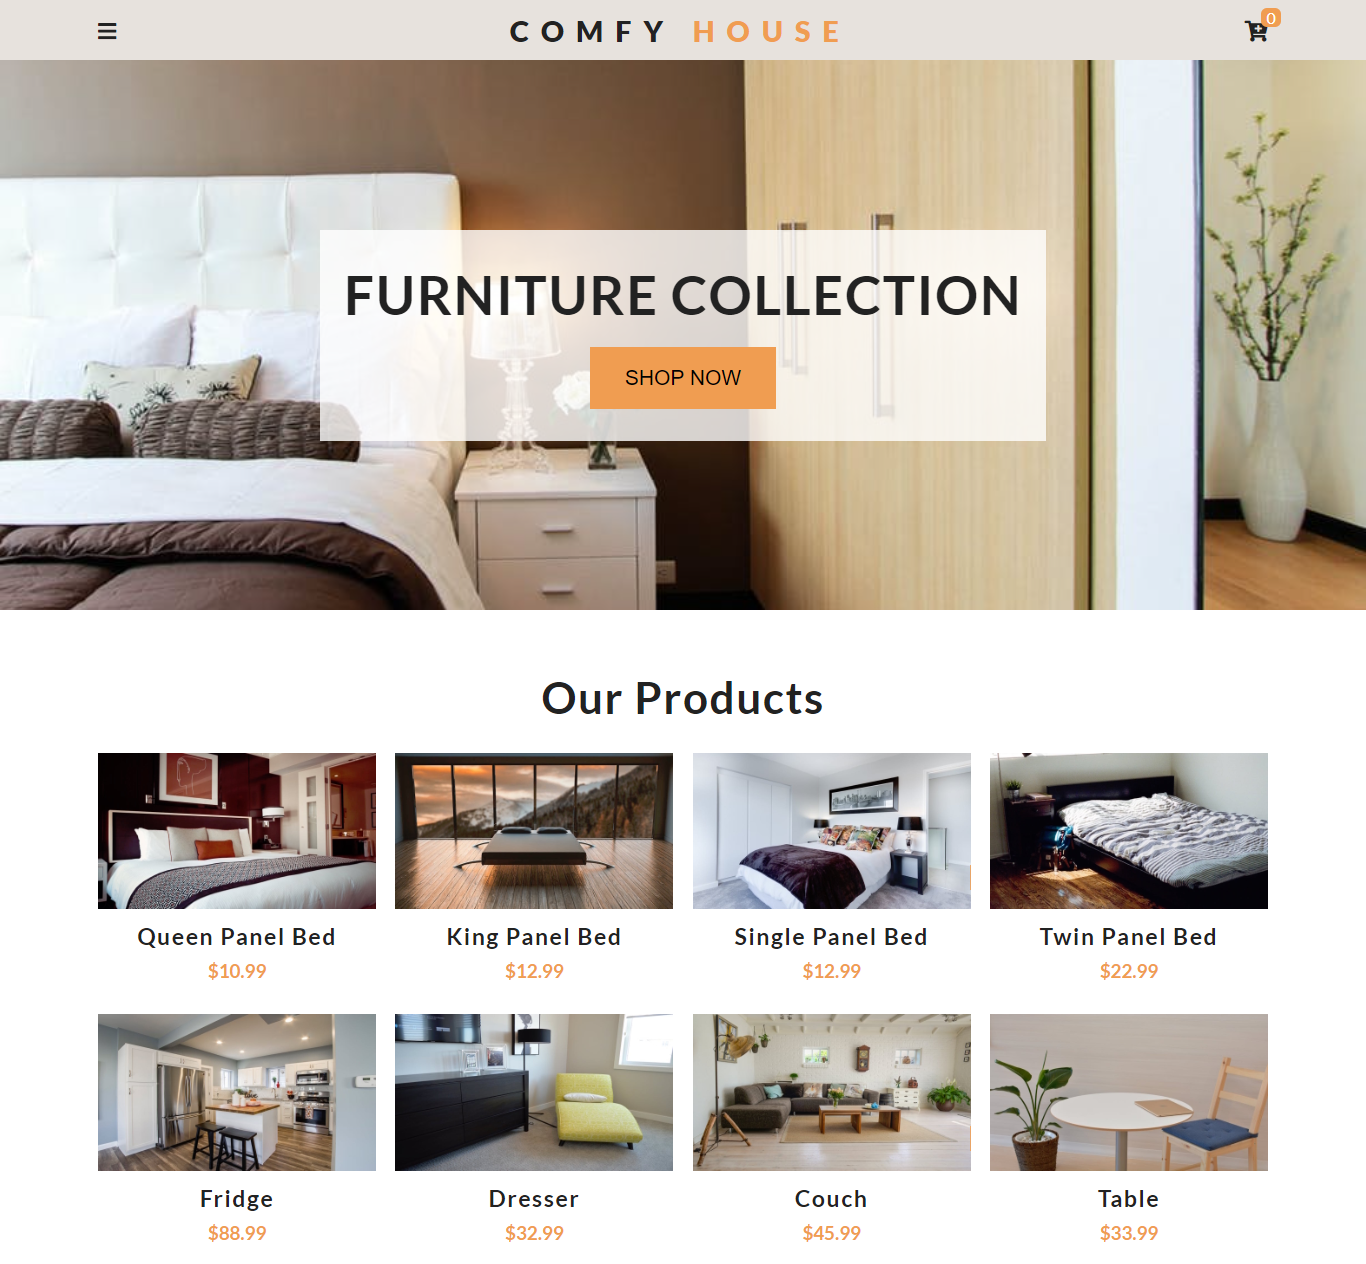 COMFY HOUSE
0
FURNITURE COLLECTION
SHOP NOW
Our Products
Queen Panel Bed
$10.99
King Panel Bed
$12.99
Single Panel Bed
$12.99
Twin Panel Bed
$22.99
Fridge
$88.99
Dresser
$32.99
Couch
$45.99
Table
$33.99